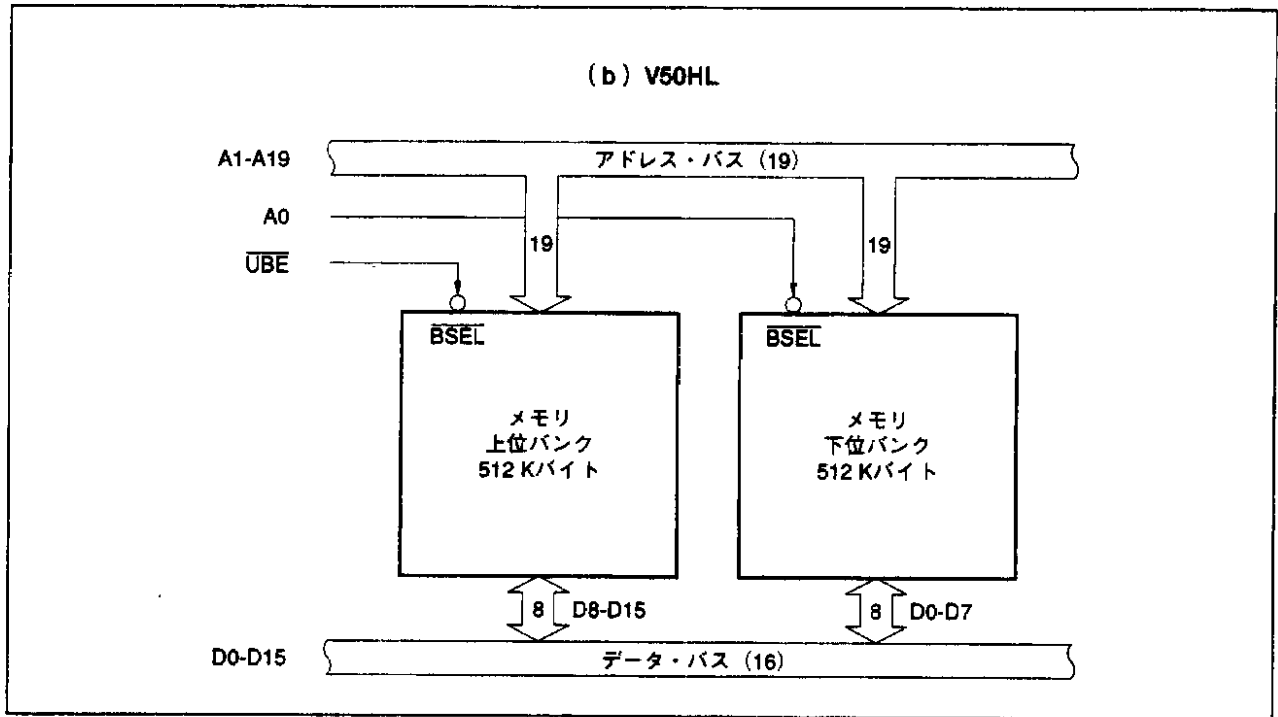 (b) V50HL
A1-A19
アドレス・バス (19)
A0
19
19
UBE
BSEL
BSEL
メモリ
上位バンク
512 Kバイト
メモリ
下位バンク
512 Kバイト
8
D8-D15
8
D0-D7
D0-D15
データ・バス (16)